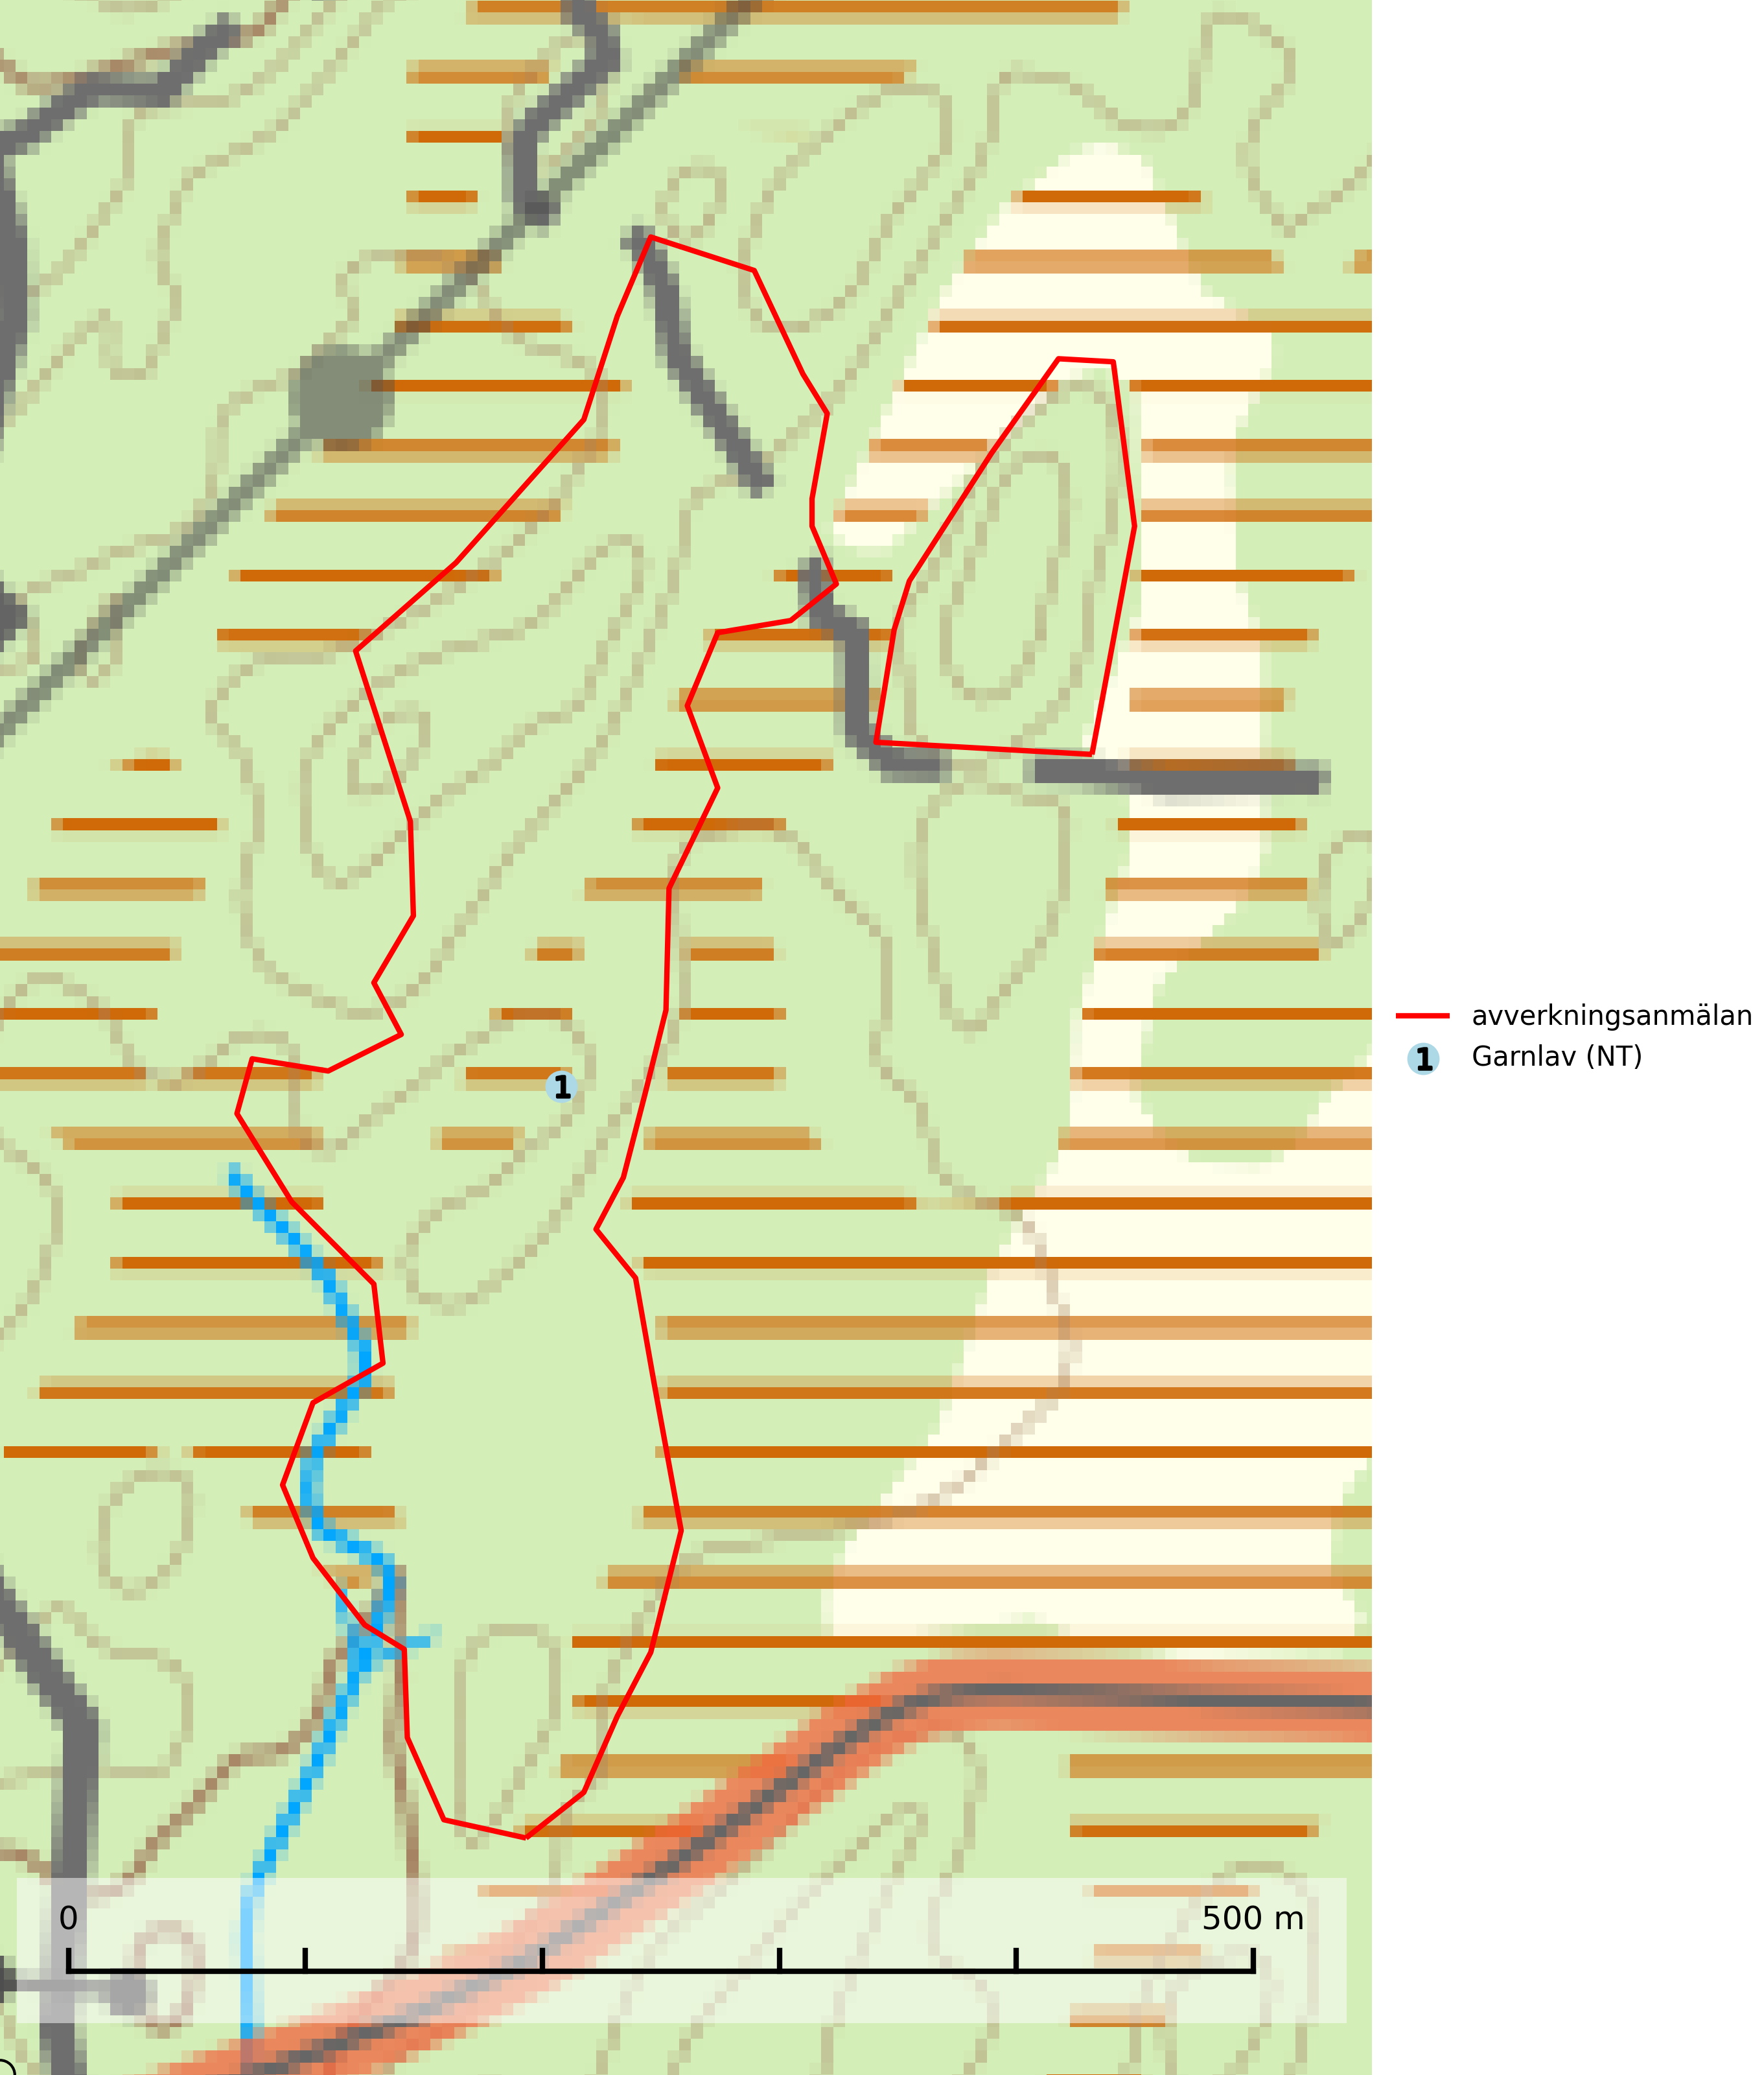 avverkningsanmälan
1 Garnlav (NT)
1
0 500 m